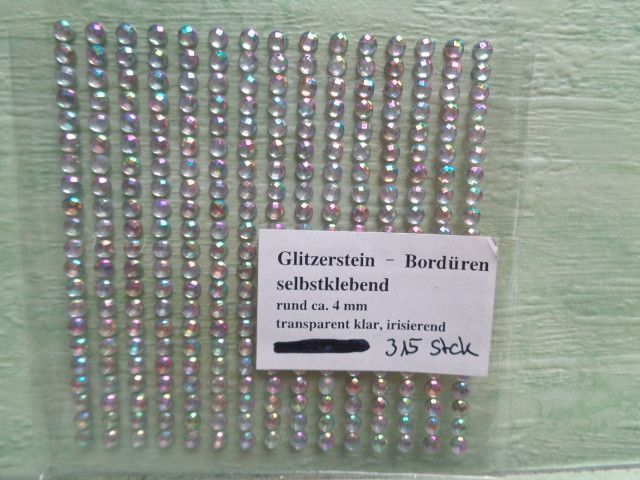 Glitzerstein - Bordüren
selbstklebend
rund ca. 4 mm
transparent klar, irisierend
315 Stck